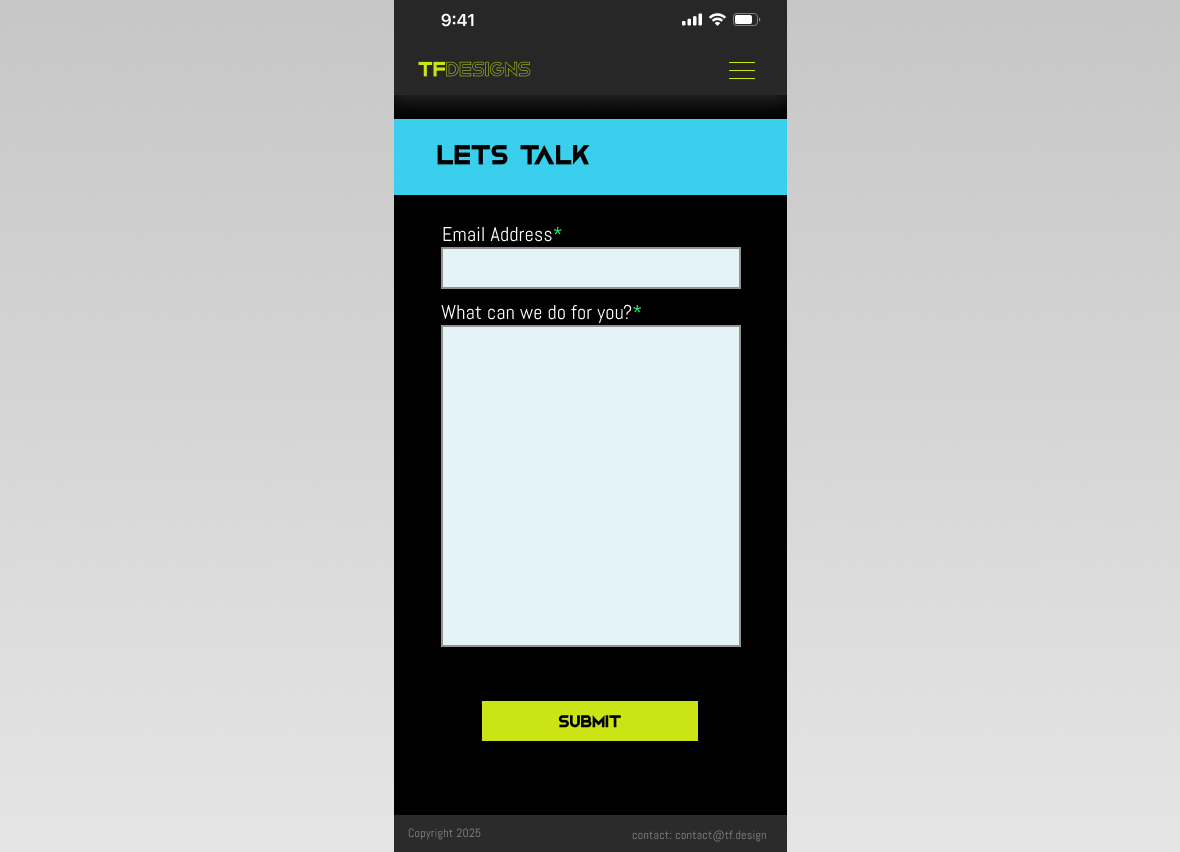 9:41
TFDESIGNS
LETS TALK
Email Address*
What can we do for you?*
SUBMIT
Copyright 2025
contact: contact@tf.design